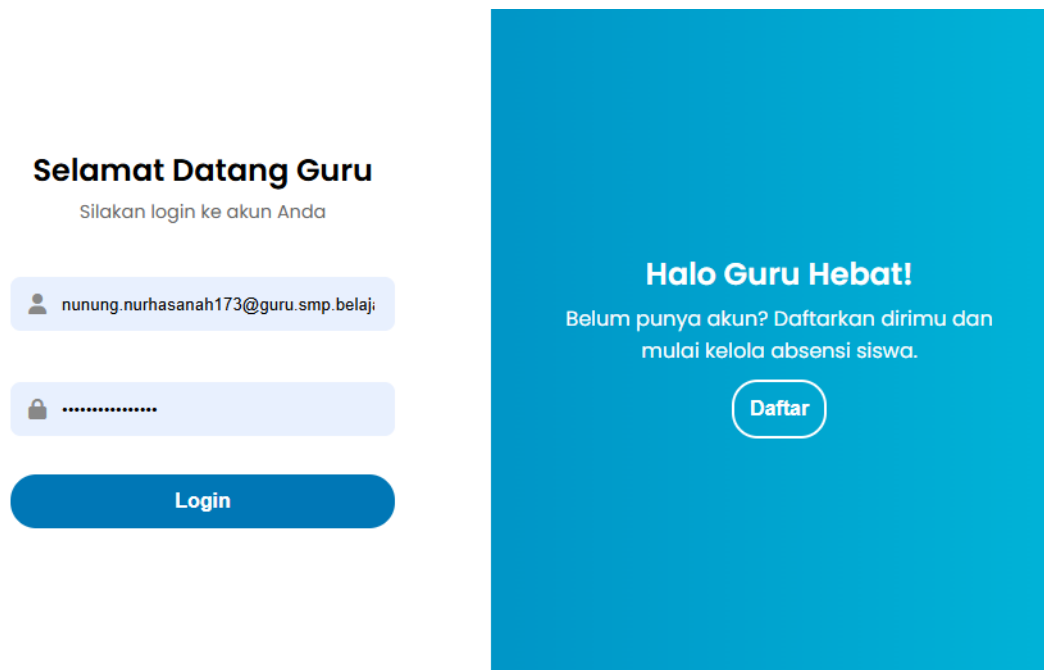 Selamat Datang Guru
Silakan login ke akun Anda
nunung.nurhasanah173@guru.smp.belaja
••••••••••••••••
Login
Halo Guru Hebat!
Belum punya akun? Daftarkan dirimu dan
mulai kelola absensi siswa.
Daftar